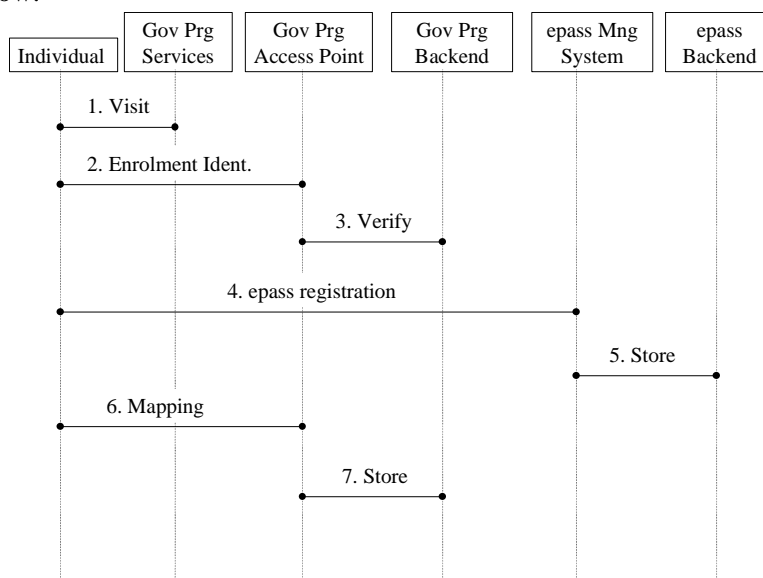 Individual
Gov Prg
Services
Gov Prg
Access Point
Gov Prg
Backend
epass Mng
System
epass
Backend
1. Visit
2. Enrolment Ident.
3. Verify
4. epass registration
5. Store
6. Mapping
7. Store